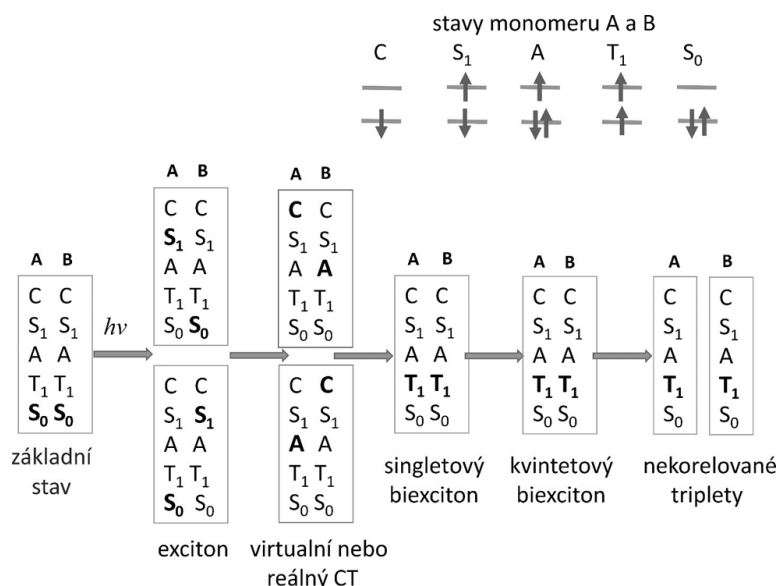 stavy monomeru A a B
C S₁ A T₁ S₀
A B
C C
S₁ S₁
A A
T₁ T₁
S₀ S₀
základní
stav
hν
A B
C C
S₁ S₁
A A
T₁ T₁
S₀ S₀
C C
S₁ S₁
A A
T₁ T₁
S₀ S₀
exciton
A B
C C
S₁ S₁
A A
T₁ T₁
S₀ S₀
C C
S₁ S₁
A A
T₁ T₁
S₀ S₀
virtualní nebo
reálný CT
A B
C C
S₁ S₁
A A
T₁ T₁
S₀ S₀
singletový
biexciton
A B
C C
S₁ S₁
A A
T₁ T₁
S₀ S₀
kvintetový
biexciton
A B
C C
S₁ S₁
A A
T₁ T₁
S₀ S₀
nekorelované
triplety